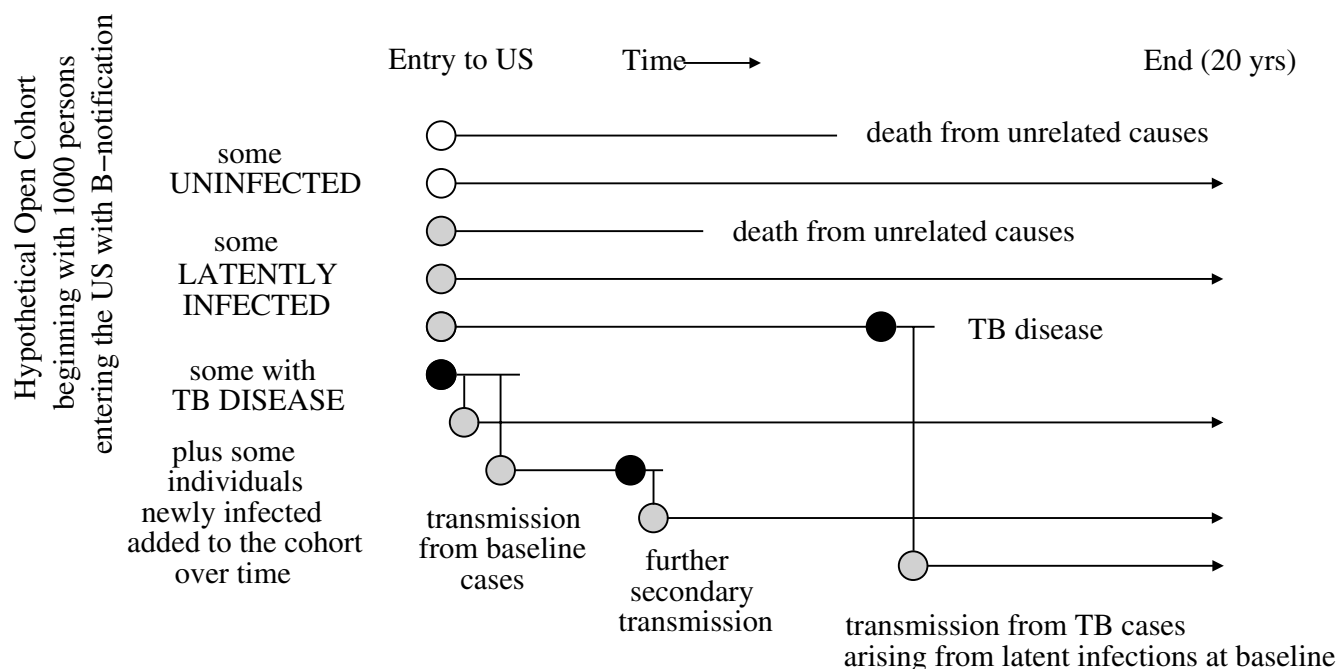 Hypothetical Open Cohort
beginning with 1000 persons
entering the US with B−notification
Entry to US
Time
End (20 yrs)
some
UNINFECTED
death from unrelated causes
some
LATENTLY
INFECTED
death from unrelated causes
TB disease
some with
TB DISEASE
plus some
individuals
newly infected
added to the cohort
over time
transmission
from baseline
cases
further
secondary
transmission
transmission from TB cases
arising from latent infections at baseline